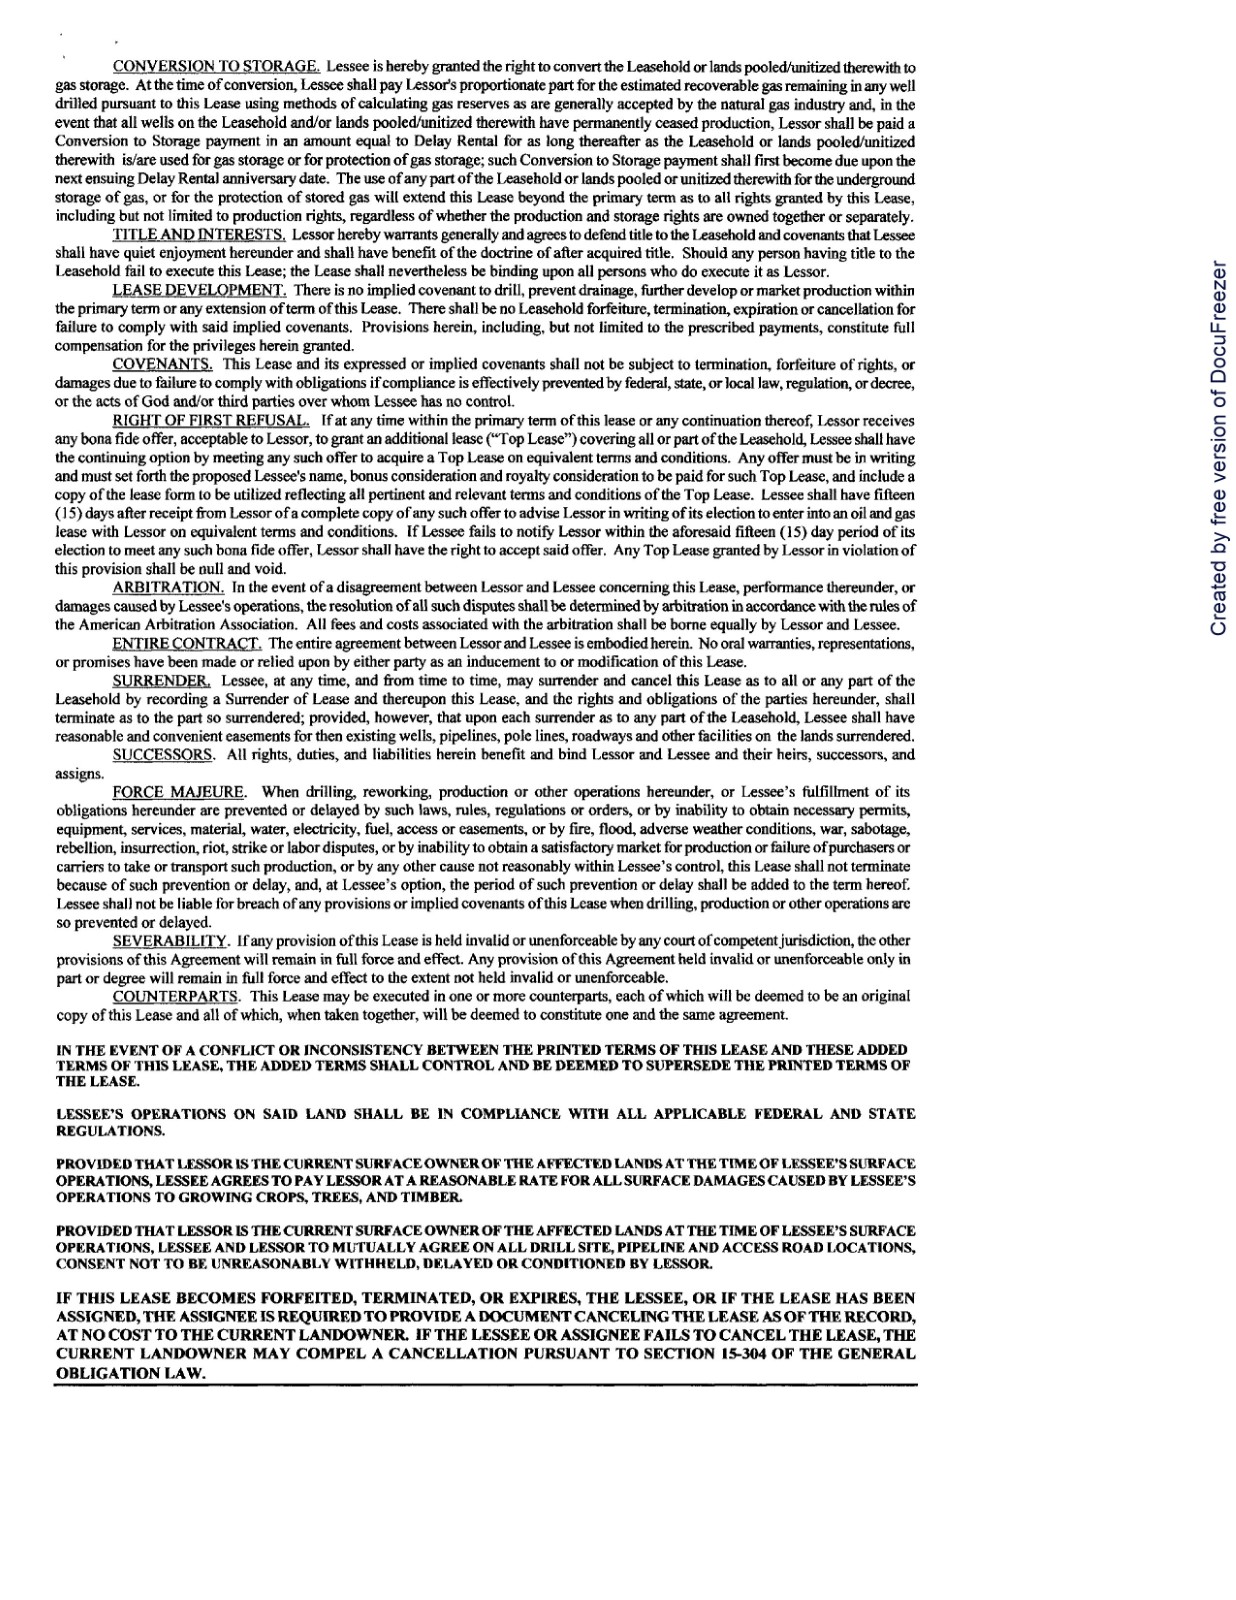 CONVERSION TO STORAGE. Lessee is hereby granted the right to convert the Leasehold or lands pooled/unitized therewith to
gas storage. At the time of conversion, Lessee shall pay Lessor's proportionate part for the estimated recoverable gas remaining in any well
drilled pursuant to this Lease using methods of calculating gas reserves as are generally accepted by the natural gas industry and, in the
event that all wells on the Leasehold and/or lands pooled/unitized therewith have permanently ceased production, Lessor shall be paid a
Conversion to Storage payment in an amount equal to Delay Rental for as long thereafter as the Leasehold or lands pooled/unitized
therewith is/are used for gas storage or for protection of gas storage; such Conversion to Storage payment shall first become due upon the
next ensuing Delay Rental anniversary date. The use of any part of the Leasehold or lands pooled or unitized therewith for the underground
storage of gas, or for the protection of stored gas will extend this Lease beyond the primary term as to all rights granted by this Lease,
including but not limited to production rights, regardless of whether the production and storage rights are owned together or separately.
TITLE AND INTERESTS. Lessor hereby warrants generally and agrees to defend title to the Leasehold and covenants that Lessee
shall have quiet enjoyment hereunder and shall have benefit of the doctrine of after acquired title. Should any person having title to the
Leasehold fail to execute this Lease; the Lease shall nevertheless be binding upon all persons who do execute it as Lessor.
LEASE DEVELOPMENT. There is no implied covenant to drill, prevent drainage, further develop or market production within
the primary term or any extension of term of this Lease. There shall be no Leasehold forfeiture, termination, expiration or cancellation for
failure to comply with said implied covenants. Provisions herein, including, but not limited to the prescribed payments, constitute full
compensation for the privileges herein granted.
COVENANTS. This Lease and its expressed or implied covenants shall not be subject to termination, forfeiture of rights, or
damages due to failure to comply with obligations if compliance is effectively prevented by federal, state, or local law, regulation, or decree,
or the acts of God and/or third parties over whom Lessee has no control.
RIGHT OF FIRST REFUSAL. If at any time within the primary term of this lease or any continuation thereof, Lessor receives
any bona fide offer, acceptable to Lessor, to grant an additional lease (“Top Lease”) covering all or part of the Leasehold, Lessee shall have
the continuing option by meeting any such offer to acquire a Top Lease on equivalent terms and conditions. Any offer must be in writing
and must set forth the proposed Lessee's name, bonus consideration and royalty consideration to be paid for such Top Lease, and include a
copy of the lease form to be utilized reflecting all pertinent and relevant terms and conditions of the Top Lease. Lessee shall have fifteen
(15) days after receipt from Lessor of a complete copy of any such offer to advise Lessor in writing of its election to enter into an oil and gas
lease with Lessor on equivalent terms and conditions. If Lessee fails to notify Lessor within the aforesaid fifteen (15) day period of its
election to meet any such bona fide offer, Lessor shall have the right to accept said offer. Any Top Lease granted by Lessor in violation of
this provision shall be null and void.
ARBITRATION. In the event of a disagreement between Lessor and Lessee concerning this Lease, performance thereunder, or
damages caused by Lessee's operations, the resolution of all such disputes shall be determined by arbitration in accordance with the rules of
the American Arbitration Association. All fees and costs associated with the arbitration shall be borne equally by Lessor and Lessee.
ENTIRE CONTRACT. The entire agreement between Lessor and Lessee is embodied herein. No oral warranties, representations,
or promises have been made or relied upon by either party as an inducement to or modification of this Lease.
SURRENDER. Lessee, at any time, and from time to time, may surrender and cancel this Lease as to all or any part of the
Leasehold by recording a Surrender of Lease and thereupon this Lease, and the rights and obligations of the parties hereunder, shall
terminate as to the part so surrendered; provided, however, that upon each surrender as to any part of the Leasehold, Lessee shall have
reasonable and convenient easements for then existing wells, pipelines, pole lines, roadways and other facilities on the lands surrendered.
SUCCESSORS. All rights, duties, and liabilities herein benefit and bind Lessor and Lessee and their heirs, successors, and
assigns.
FORCE MAJEURE. When drilling, reworking, production or other operations hereunder, or Lessee's fulfillment of its
obligations hereunder are prevented or delayed by such laws, rules, regulations or orders, or by inability to obtain necessary permits,
equipment, services, material, water, electricity, fuel, access or easements, or by fire, flood, adverse weather conditions, war, sabotage,
rebellion, insurrection, riot, strike or labor disputes, or by inability to obtain a satisfactory market for production or failure of purchasers or
carriers to take or transport such production, or by any other cause not reasonably within Lessee's control, this Lease shall not terminate
because of such prevention or delay, and, at Lessee's option, the period of such prevention or delay shall be added to the term hereof.
Lessee shall not be liable for breach of any provisions or implied covenants of this Lease when drilling, production or other operations are
so prevented or delayed.
SEVERABILITY. If any provision of this Lease is held invalid or unenforceable by any court of competent jurisdiction, the other
provisions of this Agreement will remain in full force and effect. Any provision of this Agreement held invalid or unenforceable only in
part or degree will remain in full force and effect to the extent not held invalid or unenforceable.
COUNTERPARTS. This Lease may be executed in one or more counterparts, each of which will be deemed to be an original
copy of this Lease and all of which, when taken together, will be deemed to constitute one and the same agreement.
IN THE EVENT OF A CONFLICT OR INCONSISTENCY BETWEEN THE PRINTED TERMS OF THIS LEASE AND THESE ADDED
TERMS OF THIS LEASE, THE ADDED TERMS SHALL CONTROL AND BE DEEMED TO SUPERSEDE THE PRINTED TERMS OF
THE LEASE.
LESSEE'S OPERATIONS ON SAID LAND SHALL BE IN COMPLIANCE WITH ALL APPLICABLE FEDERAL AND STATE
REGULATIONS.
PROVIDED THAT LESSOR IS THE CURRENT SURFACE OWNER OF THE AFFECTED LANDS AT THE TIME OF LESSEE'S SURFACE
OPERATIONS, LESSEE AGREES TO PAY LESSOR AT A REASONABLE RATE FOR ALL SURFACE DAMAGES CAUSED BY LESSEE'S
OPERATIONS TO GROWING CROPS, TREES, AND TIMBER.
PROVIDED THAT LESSOR IS THE CURRENT SURFACE OWNER OF THE AFFECTED LANDS AT THE TIME OF LESSEE'S SURFACE
OPERATIONS, LESSEE AND LESSOR TO MUTUALLY AGREE ON ALL DRILL SITE, PIPELINE AND ACCESS ROAD LOCATIONS,
CONSENT NOT TO BE UNREASONABLY WITHHELD, DELAYED OR CONDITIONED BY LESSOR.
IF THIS LEASE BECOMES FORFEITED, TERMINATED, OR EXPIRES, THE LESSEE, OR IF THE LEASE HAS BEEN
ASSIGNED, THE ASSIGNEE IS REQUIRED TO PROVIDE A DOCUMENT CANCELING THE LEASE AS OF THE RECORD,
AT NO COST TO THE CURRENT LANDOWNER. IF THE LESSEE OR ASSIGNEE FAILS TO CANCEL THE LEASE, THE
CURRENT LANDOWNER MAY COMPEL A CANCELLATION PURSUANT TO SECTION 15-304 OF THE GENERAL
OBLIGATION LAW.
Created by free version of DocuFreezer